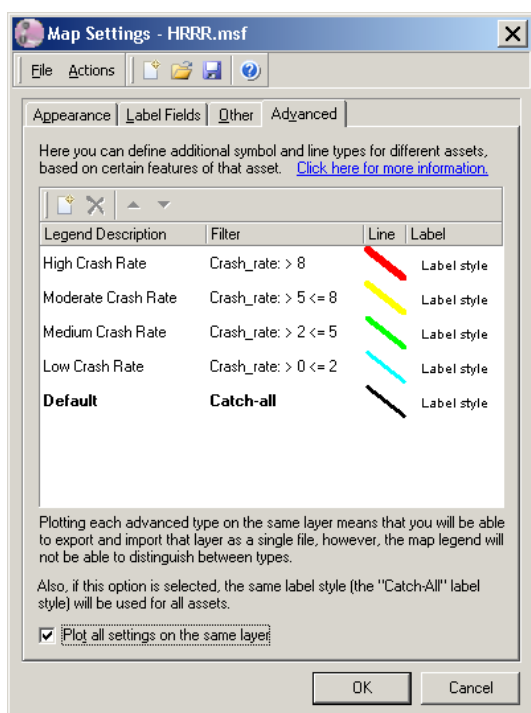 Map Settings - HRRR.msf
File Actions
Appearance Label Fields Other Advanced
Here you can define additional symbol and line types for different assets,
based on certain features of that asset. Click here for more information.
Legend Description Filter Line Label
High Crash Rate Crash_rate: > 8 Label style
Moderate Crash Rate Crash_rate: > 5 <= 8 Label style
Medium Crash Rate Crash_rate: > 2 <= 5 Label style
Low Crash Rate Crash_rate: > 0 <= 2 Label style
Default Catch-all Label style
Plotting each advanced type on the same layer means that you will be able
to export and import that layer as a single file, however, the map legend will
not be able to distinguish between types.
Also, if this option is selected, the same label style (the "Catch-All" label
style) will be used for all assets.
Plot all settings on the same layer
OK Cancel